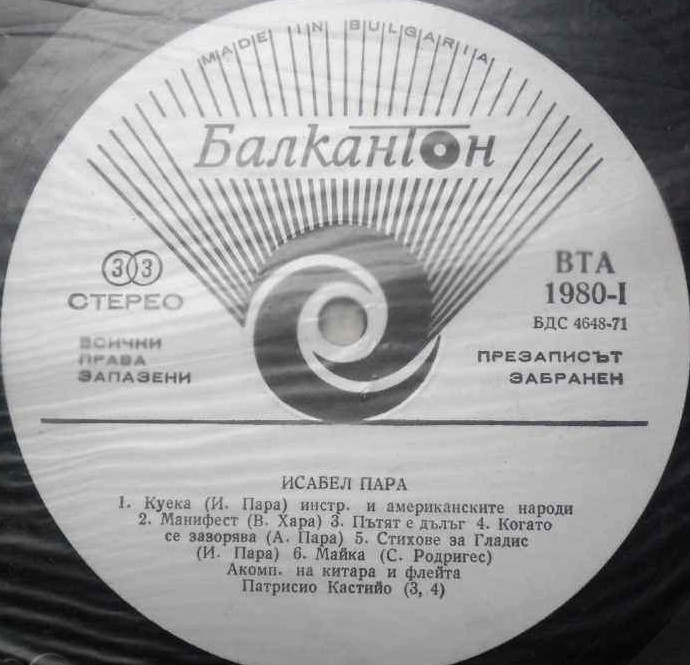 MADE IN BULGARIA
Балкантон
33
СТЕРЕО
ВСИЧКИ
ПРАВА
ЗАПАЗЕНИ
ВТА
1980-I
БДС 4648-71
ПРЕЗАПИСЪТ
ЗАБРАНЕН
ИСАБЕЛ ПАРА
1. Куека (И. Пара) инстр. и американските народи
2. Манифест (В. Хара) 3. Пътят е дълъг 4. Когато
се зазорява (А. Пара) 5. Стихове за Гладис
(И. Пара) 6. Майка (С. Родригес)
Акомп. на китара и флейта
Патрисио Кастийо (3, 4)